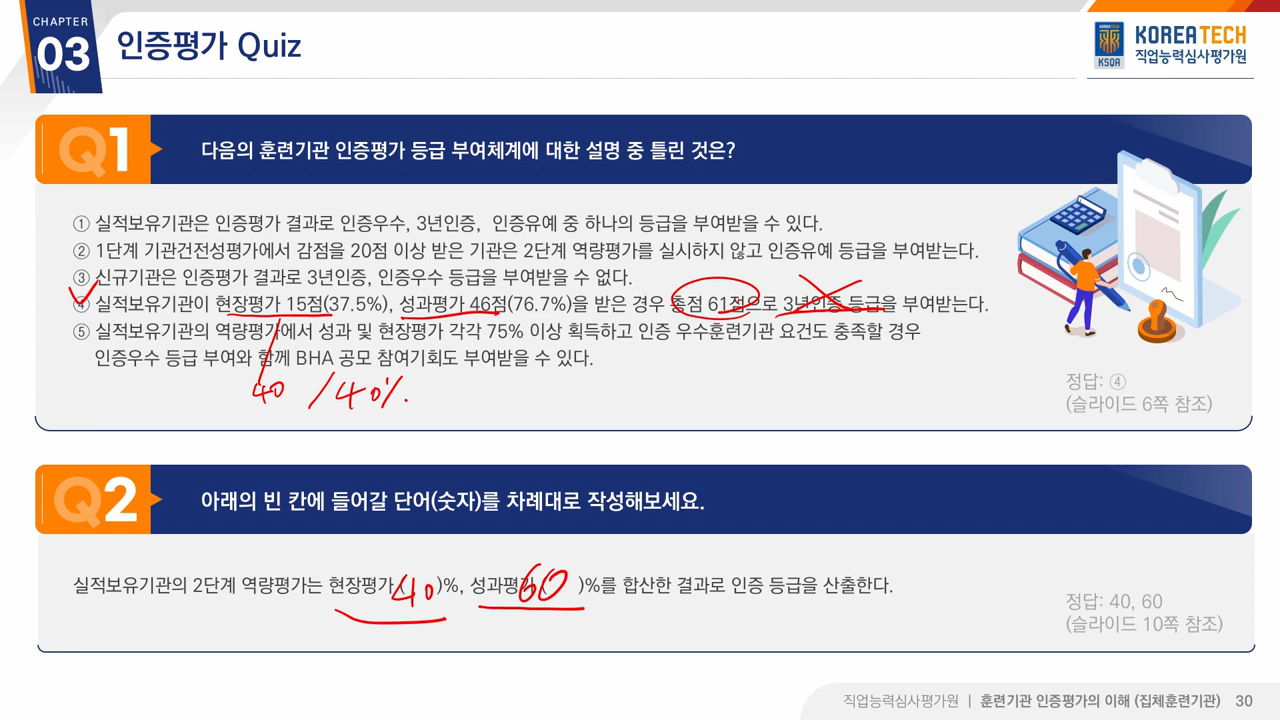 CHAPTER
03
인증평가 Quiz
KSQA
KOREATECH
직업능력심사평가원
Q1
다음의 훈련기관 인증평가 등급 부여체계에 대한 설명 중 틀린 것은?
① 실적보유기관은 인증평가 결과로 인증우수, 3년인증, 인증유예 중 하나의 등급을 부여받을 수 있다.
② 1단계 기관건전성평가에서 감점을 20점 이상 받은 기관은 2단계 역량평가를 실시하지 않고 인증유예 등급을 부여받는다.
③ 신규기관은 인증평가 결과로 3년인증, 인증우수 등급을 부여받을 수 없다.
④ 실적보유기관이 현장평가 15점(37.5%), 성과평가 46점(76.7%)을 받은 경우 총점 61점으로 3년인증 등급을 부여받는다.
⑤ 실적보유기관의 역량평가에서 성과 및 현장평가 각각 75% 이상 획득하고 인증 우수훈련기관 요건도 충족할 경우
인증우수 등급 부여와 함께 BHA 공모 참여기회도 부여받을 수 있다.
40 / 40%.
정답: ④
(슬라이드 6쪽 참조)
Q2
아래의 빈 칸에 들어갈 단어(숫자)를 차례대로 작성해보세요.
실적보유기관의 2단계 역량평가는 현장평가 40 )%, 성과평가 60 )%를 합산한 결과로 인증 등급을 산출한다.
정답: 40, 60
(슬라이드 10쪽 참조)
직업능력심사평가원 | 훈련기관 인증평가의 이해 (집체훈련기관) 30